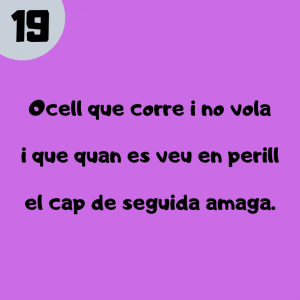 19
Ocell que corre i no vola
i que quan es veu en perill
el cap de seguida amaga.